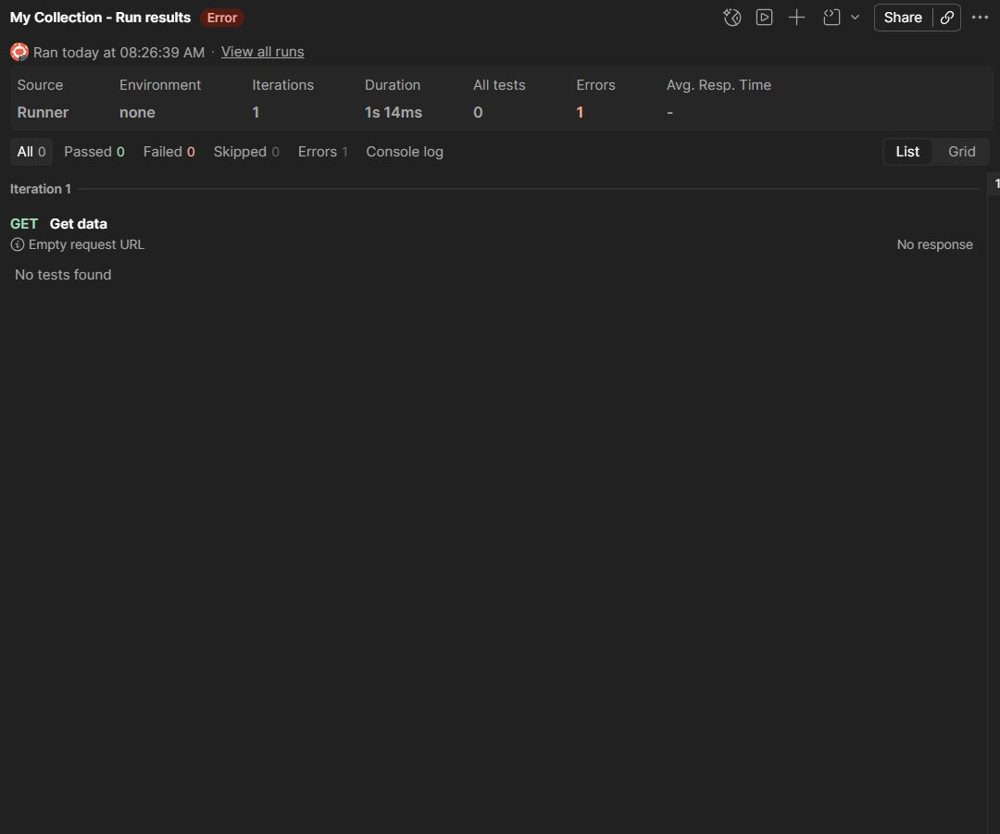 My Collection - Run results Error Share
Ran today at 08:26:39 AM · View all runs
Source Environment Iterations Duration All tests Errors Avg. Resp. Time
Runner none 1 1s 14ms 0 1 -
All 0 Passed 0 Failed 0 Skipped 0 Errors 1 Console log List Grid
Iteration 1 1
GET Get data
Empty request URL No response
No tests found